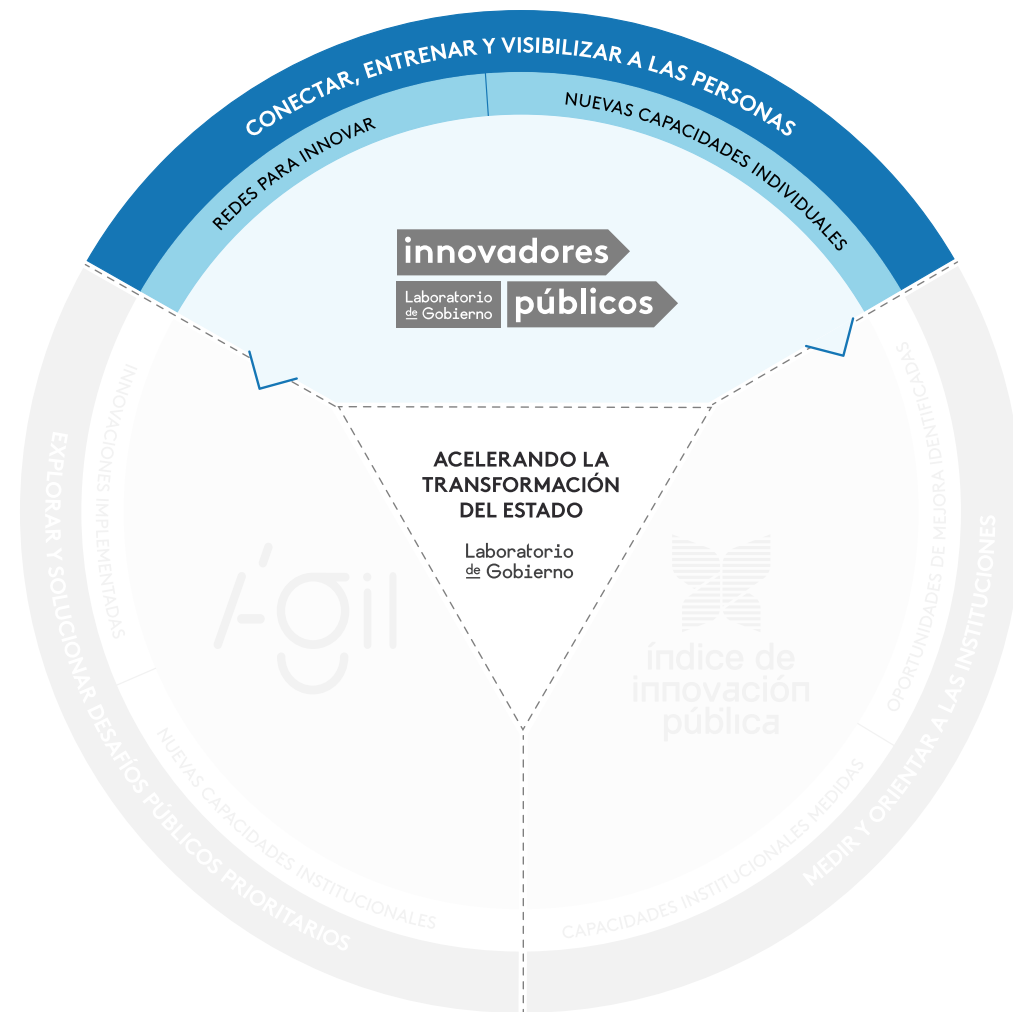 CONECTAR, ENTRENAR Y VISIBILIZAR A LAS PERSONAS
REDES PARA INNOVAR
NUEVAS CAPACIDADES INDIVIDUALES
innovadores
Laboratorio
de Gobierno
públicos
ACELERANDO LA
TRANSFORMACIÓN
DEL ESTADO
Laboratorio
de Gobierno
EXPLORAR Y SOLUCIONAR DESAFÍOS PÚBLICOS PRIORITARIOS
INNOVACIONES IMPLEMENTADAS
NUEVAS CAPACIDADES INSTITUCIONALES
Ágil
índice de
innovación
pública
OPORTUNIDADES DE MEJORA IDENTIFICADAS
CAPACIDADES INSTITUCIONALES MEDIDAS
MEDIR Y ORIENTAR A LAS INSTITUCIONES